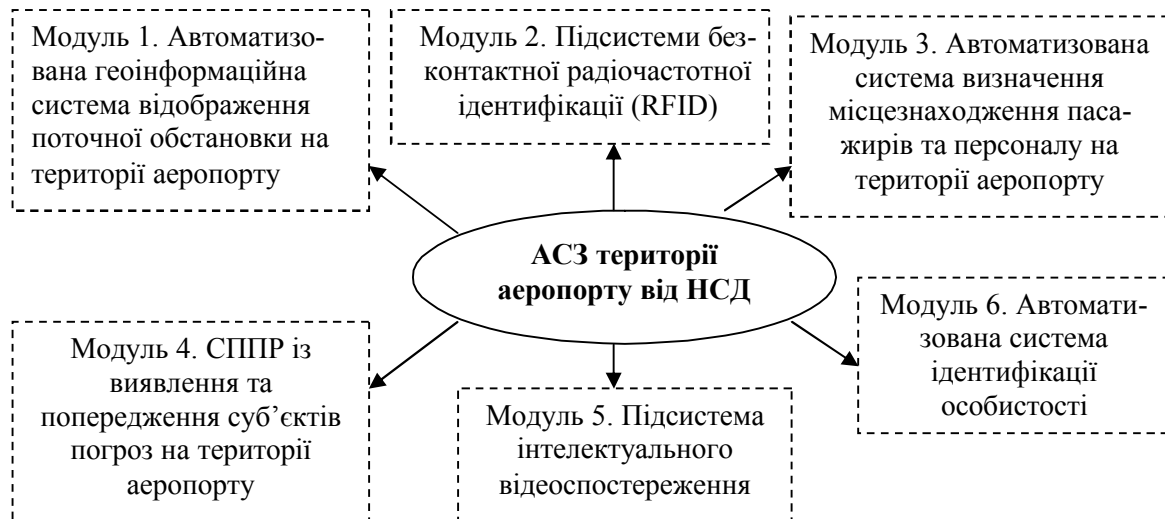 Модуль 1. Автоматизо-
вана геоінформаційна
система відображення
поточної обстановки на
території аеропорту
Модуль 2. Підсистеми без-
контактної радіочастотної
ідентифікації (RFID)
Модуль 3. Автоматизована
система визначення
місцезнаходження паса-
жирів та персоналу на
території аеропорту
АСЗ території
аеропорту від НСД
Модуль 4. СППР із
виявлення та
попередження суб’єктів
погроз на території
аеропорту
Модуль 5. Підсистема
інтелектуального
відеоспостереження
Модуль 6. Автомати-
зована система
ідентифікації
особистості